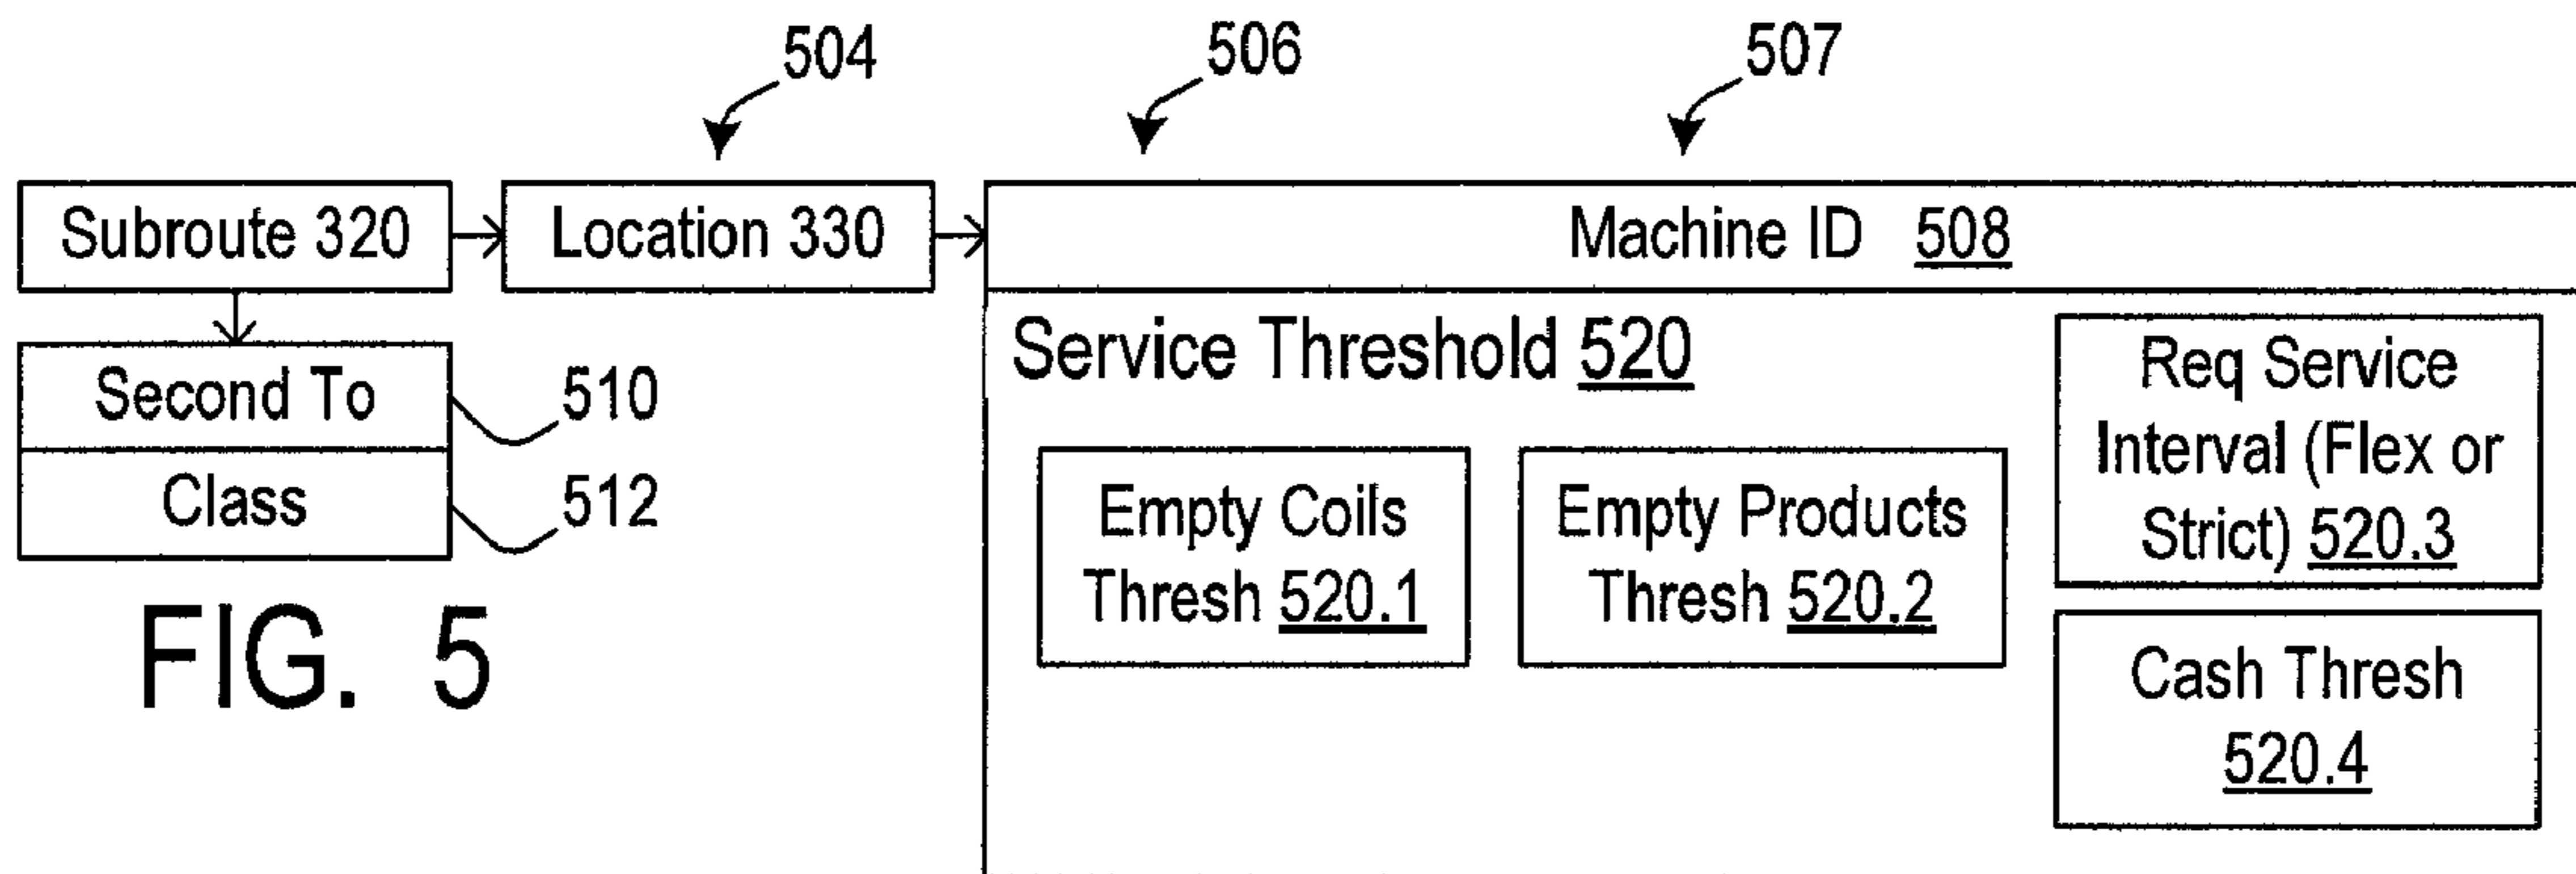 504
506
507
Subroute 320
Location 330
Machine ID 508
Second To
510
Class
512
Service Threshold 520
Empty Coils
Thresh 520.1
Empty Products
Thresh 520.2
Req Service
Interval (Flex or
Strict) 520.3
Cash Thresh
520.4
FIG. 5